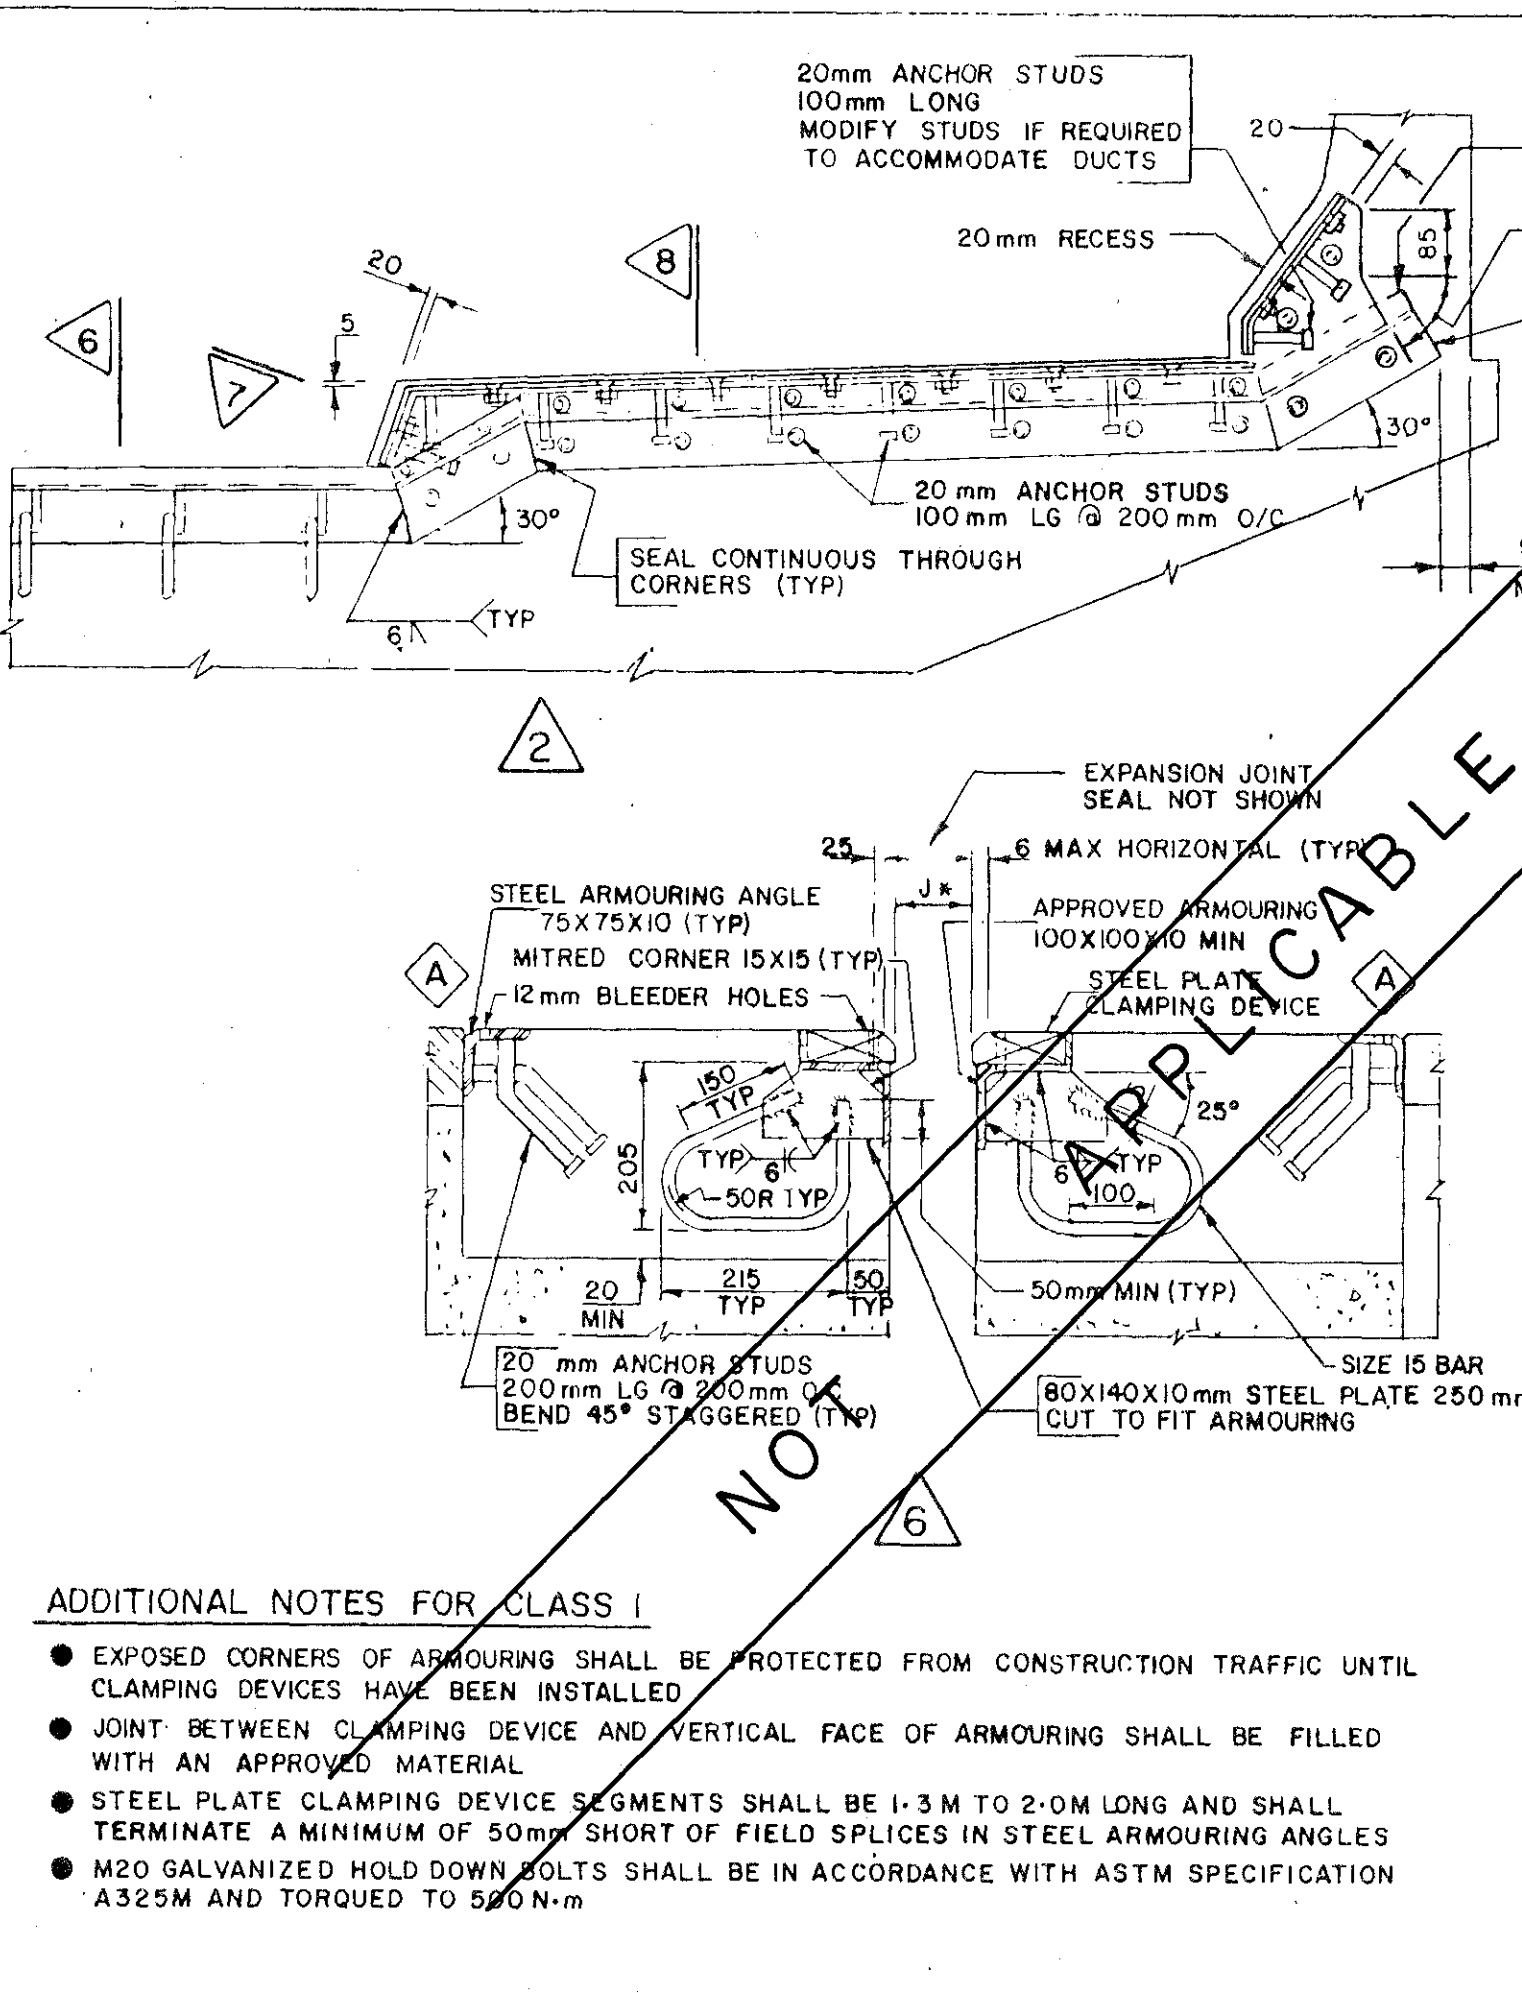 20mm ANCHOR STUDS
100mm LONG
MODIFY STUDS IF REQUIRED
TO ACCOMMODATE DUCTS
20
20mm RECESS
85
8
20
6
5
7
30°
20 mm ANCHOR STUDS
100mm LG @ 200mm O/C
30°
SEAL CONTINUOUS THROUGH
CORNERS (TYP)
6
TYP
2
EXPANSION JOINT
SEAL NOT SHOWN
25
6 MAX HORIZONTAL (TYP)
J*
STEEL ARMOURING ANGLE
75X75X10 (TYP)
APPROVED ARMOURING
100X100X10 MIN
MITRED CORNER 15X15 (TYP)
A
12mm BLEEDER HOLES
STEEL PLATE
CLAMPING DEVICE
A
150
TYP
25°
205
TYP
6
6
TYP
50R TYP
100
215
TYP
50
TYP
20
MIN
50mm MIN (TYP)
20 mm ANCHOR STUDS
200mm LG @ 200mm O/C
BEND 45° STAGGERED (TYP)
SIZE 15 BAR
80X140X10mm STEEL PLATE 250
CUT TO FIT ARMOURING
NOT APPLICABLE
6
ADDITIONAL NOTES FOR CLASS 1
● EXPOSED CORNERS OF ARMOURING SHALL BE PROTECTED FROM CONSTRUCTION TRAFFIC UNTIL
CLAMPING DEVICES HAVE BEEN INSTALLED
● JOINT BETWEEN CLAMPING DEVICE AND VERTICAL FACE OF ARMOURING SHALL BE FILLED
WITH AN APPROVED MATERIAL
● STEEL PLATE CLAMPING DEVICE SEGMENTS SHALL BE 1·3 M TO 2·0M LONG AND SHALL
TERMINATE A MINIMUM OF 50mm SHORT OF FIELD SPLICES IN STEEL ARMOURING ANGLES
● M20 GALVANIZED HOLD DOWN BOLTS SHALL BE IN ACCORDANCE WITH ASTM SPECIFICATION
A325M AND TORQUED TO 500 N·m